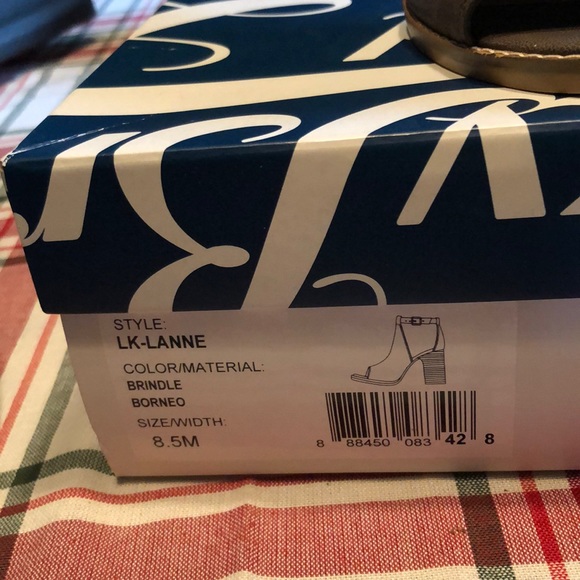 STYLE:
LK-LANNE
COLOR/MATERIAL:
BRINDLE
BORNEO
SIZE/WIDTH:
8.5M
8 88450 083 42 8